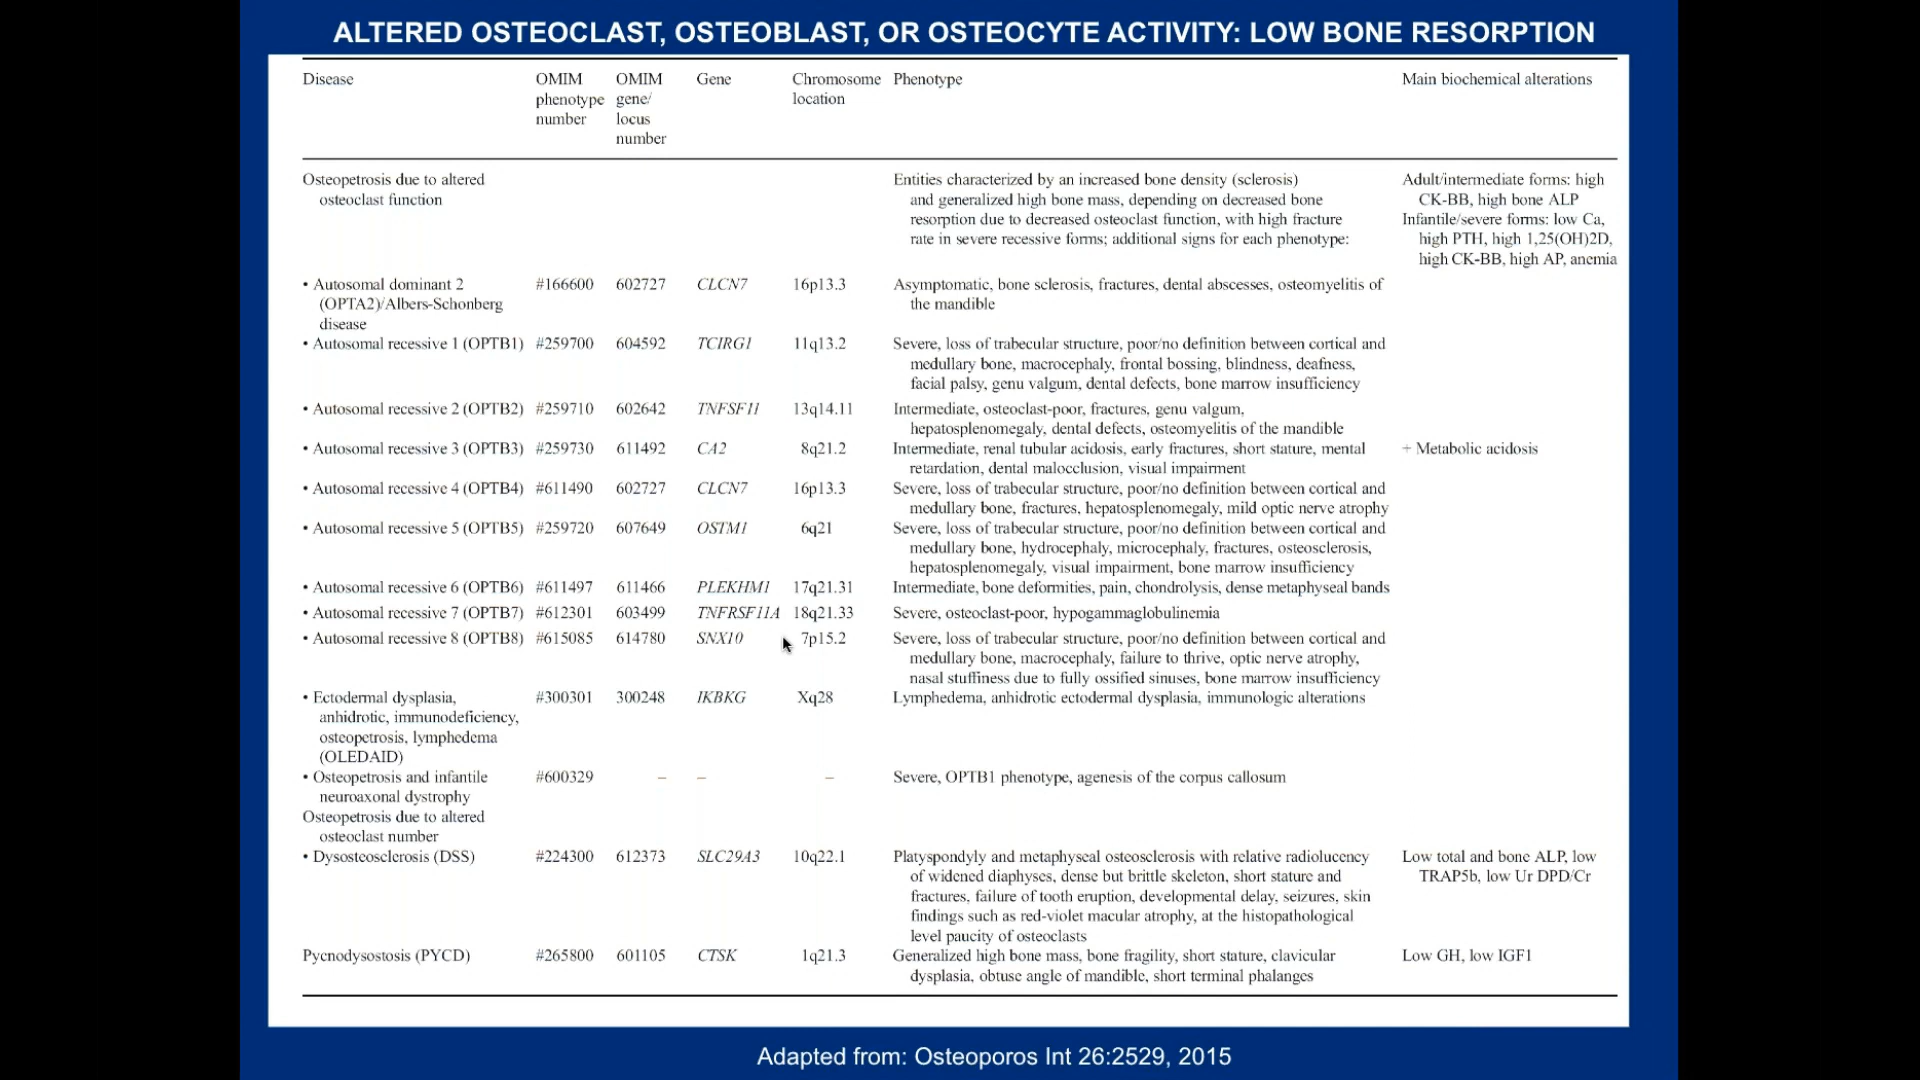 ALTERED OSTEOCLAST, OSTEOBLAST, OR OSTEOCYTE ACTIVITY: LOW BONE RESORPTION
Disease OMIM OMIM Gene Chromosome Phenotype Main biochemical alterations
phenotype gene/ location
number locus
number
Osteopetrosis due to altered Entities characterized by an increased bone density (sclerosis) Adult/intermediate forms: high
osteoclast function and generalized high bone mass, depending on decreased bone CK-BB, high bone ALP
resorption due to decreased osteoclast function, with high fracture Infantile/severe forms: low Ca,
rate in severe recessive forms; additional signs for each phenotype: high PTH, high 1,25(OH)2D,
high CK-BB, high AP, anemia
• Autosomal dominant 2 #166600 602727 CLCN7 16p13.3 Asymptomatic, bone sclerosis, fractures, dental abscesses, osteomyelitis of
(OPTA2)/Albers-Schonberg the mandible
disease
• Autosomal recessive 1 (OPTB1) #259700 604592 TCIRG1 11q13.2 Severe, loss of trabecular structure, poor/no definition between cortical and
medullary bone, macrocephaly, frontal bossing, blindness, deafness,
facial palsy, genu valgum, dental defects, bone marrow insufficiency
• Autosomal recessive 2 (OPTB2) #259710 602642 TNFSF11 13q14.11 Intermediate, osteoclast-poor, fractures, genu valgum,
hepatosplenomegaly, dental defects, osteomyelitis of the mandible
• Autosomal recessive 3 (OPTB3) #259730 611492 CA2 8q21.2 Intermediate, renal tubular acidosis, early fractures, short stature, mental + Metabolic acidosis
retardation, dental malocclusion, visual impairment
• Autosomal recessive 4 (OPTB4) #611490 602727 CLCN7 16p13.3 Severe, loss of trabecular structure, poor/no definition between cortical and
medullary bone, fractures, hepatosplenomegaly, mild optic nerve atrophy
• Autosomal recessive 5 (OPTB5) #259720 607649 OSTM1 6q21 Severe, loss of trabecular structure, poor/no definition between cortical and
medullary bone, hydrocephaly, microcephaly, fractures, osteosclerosis,
hepatosplenomegaly, visual impairment, bone marrow insufficiency
• Autosomal recessive 6 (OPTB6) #611497 611466 PLEKHM1 17q21.31 Intermediate, bone deformities, pain, chondrolysis, dense metaphyseal bands
• Autosomal recessive 7 (OPTB7) #612301 603499 TNFRSF11A 18q21.33 Severe, osteoclast-poor, hypogammaglobulinemia
• Autosomal recessive 8 (OPTB8) #615085 614780 SNX10 7p15.2 Severe, loss of trabecular structure, poor/no definition between cortical and
medullary bone, macrocephaly, failure to thrive, optic nerve atrophy,
nasal stuffiness due to fully ossified sinuses, bone marrow insufficiency
• Ectodermal dysplasia, #300301 300248 IKBKG Xq28 Lymphedema, anhidrotic ectodermal dysplasia, immunologic alterations
anhidrotic, immunodeficiency,
osteopetrosis, lymphedema
(OLEDAID)
• Osteopetrosis and infantile #600329 – – – Severe, OPTB1 phenotype, agenesis of the corpus callosum
neuroaxonal dystrophy
Osteopetrosis due to altered
osteoclast number
• Dysosteosclerosis (DSS) #224300 612373 SLC29A3 10q22.1 Platyspondyly and metaphyseal osteosclerosis with relative radiolucency Low total and bone ALP, low
of widened diaphyses, dense but brittle skeleton, short stature and TRAP5b, low Ur DPD/Cr
fractures, failure of tooth eruption, developmental delay, seizures, skin
findings such as red-violet macular atrophy, at the histopathological
level paucity of osteoclasts
Pycnodysostosis (PYCD) #265800 601105 CTSK 1q21.3 Generalized high bone mass, bone fragility, short stature, clavicular Low GH, low IGF1
dysplasia, obtuse angle of mandible, short terminal phalanges
Adapted from: Osteoporos Int 26:2529, 2015